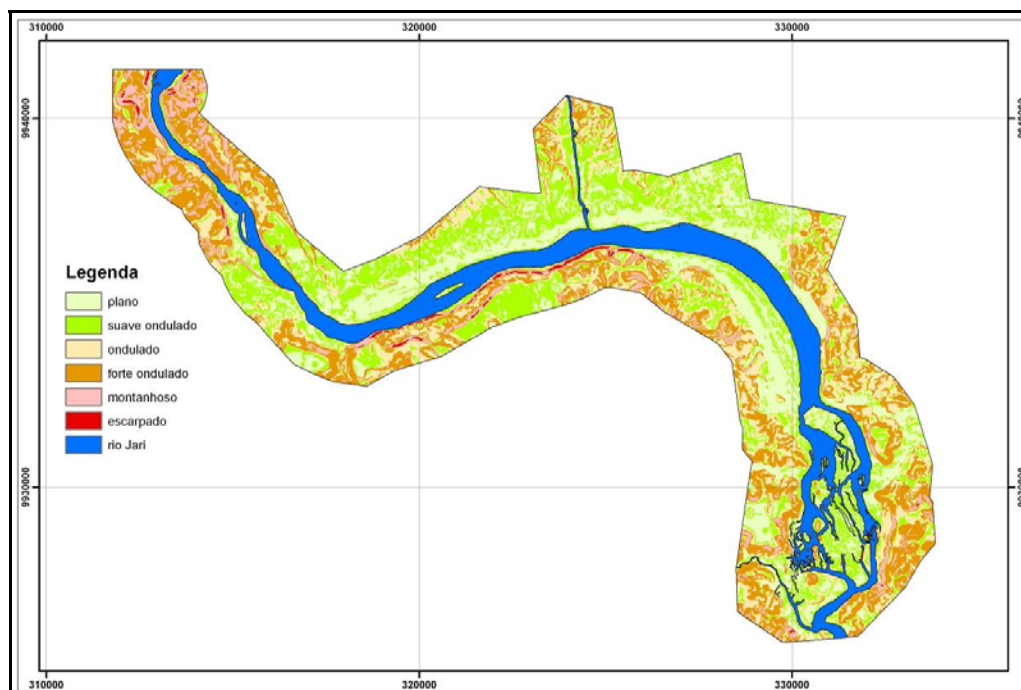 310000 320000 330000
9940000 9940000
Legenda
plano
suave ondulado
ondulado
forte ondulado
montanhoso
escarpado
rio Jari
9930000
310000 320000 330000